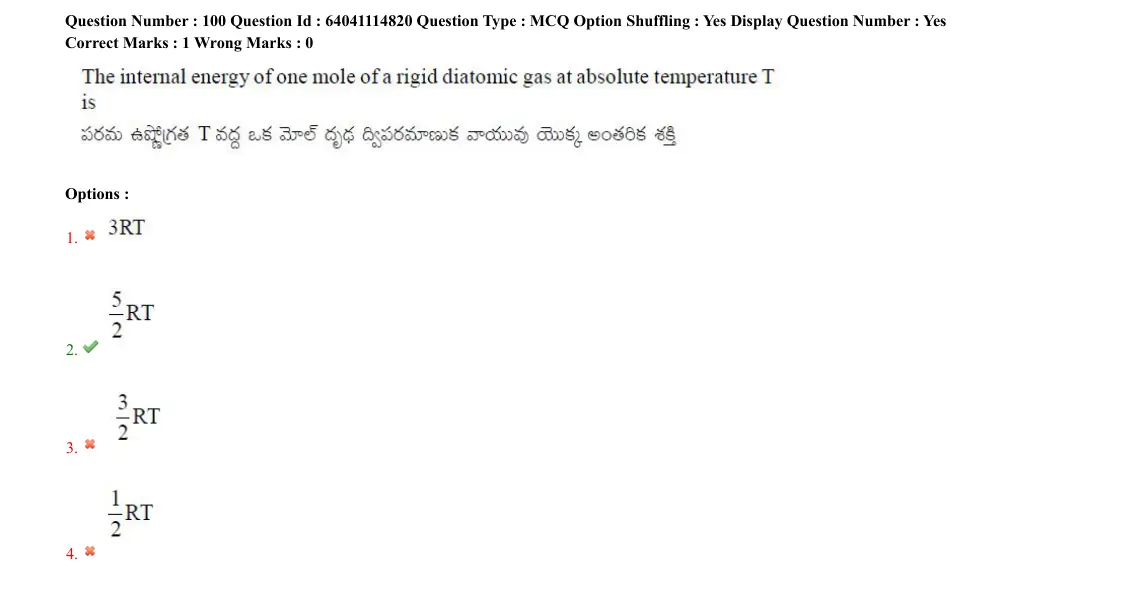 Question Number : 100 Question Id : 64041114820 Question Type : MCQ Option Shuffling : Yes Display Question Number : Yes
Correct Marks : 1 Wrong Marks : 0
The internal energy of one mole of a rigid diatomic gas at absolute temperature T
is
పరమ ఉష్ణోగ్రత T వద్ద ఒక మోల్ దృఢ ద్విపరమాణుక వాయువు యొక్క అంతరిక శక్తి
Options :
1. 3RT
2. 5/2 RT
3. 3/2 RT
4. 1/2 RT